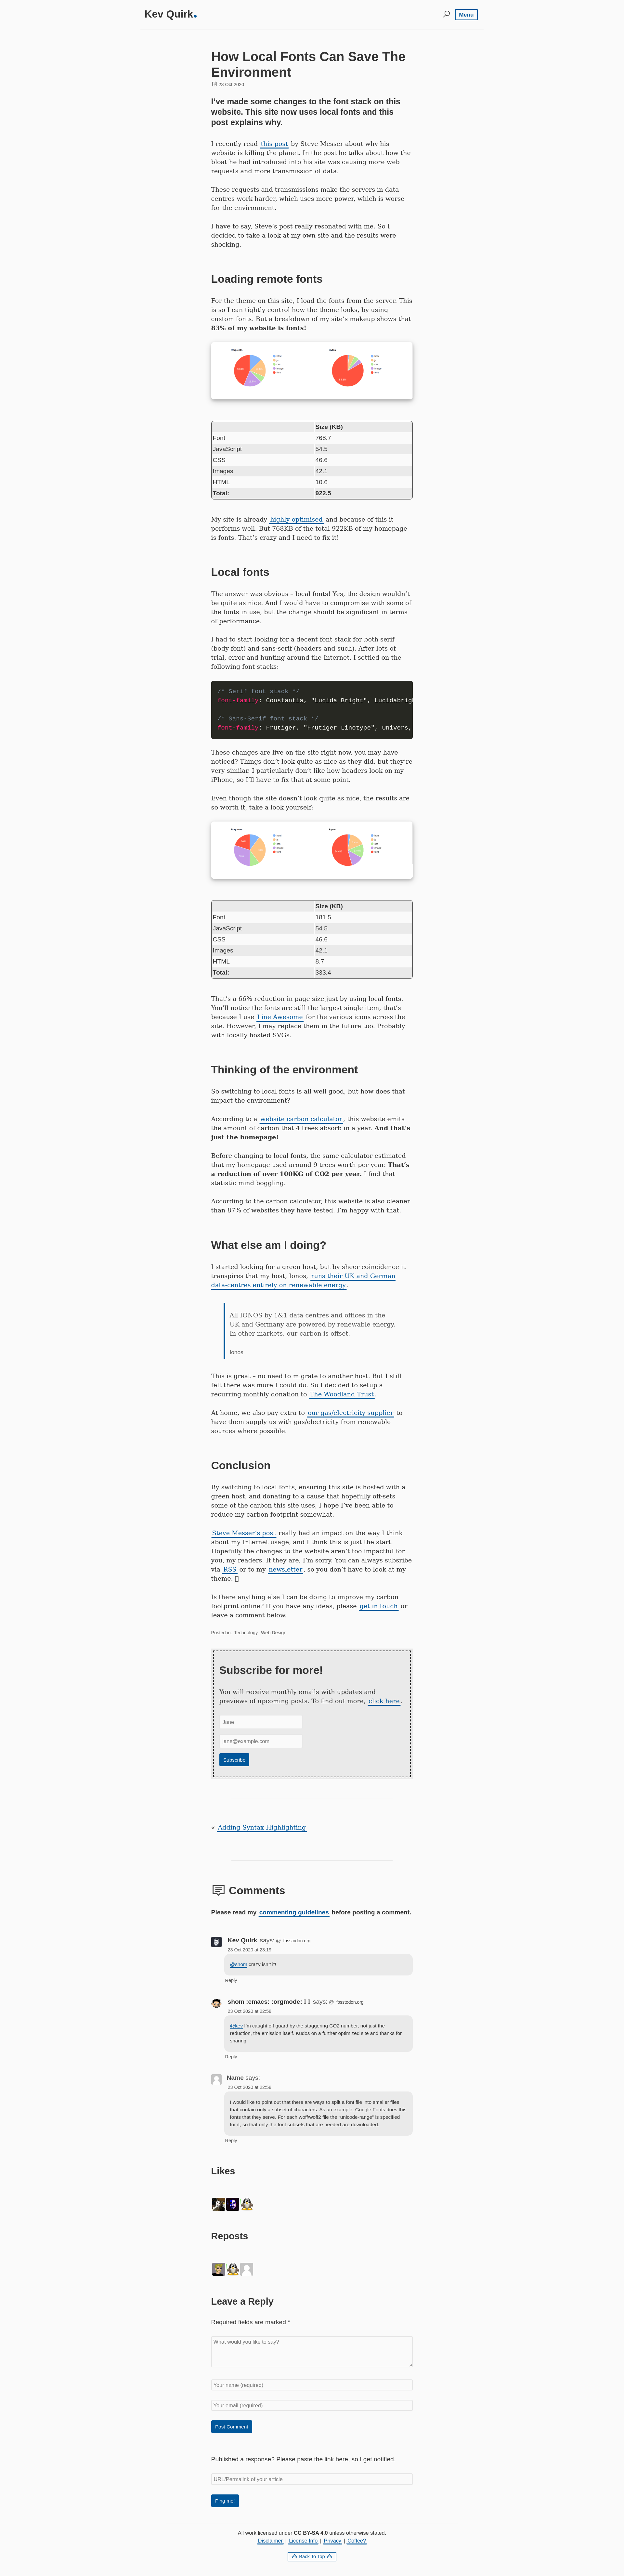 Kev Quirk.
Menu
How Local Fonts Can Save The
Environment
23 Oct 2020
I've made some changes to the font stack on this
website. This site now uses local fonts and this
post explains why.
I recently read this post by Steve Messer about why his
website is killing the planet. In the post he talks about how the
bloat he had introduced into his site was causing more web
requests and more transmission of data.
These requests and transmissions make the servers in data
centres work harder, which uses more power, which is worse
for the environment.
I have to say, Steve's post really resonated with me. So I
decided to take a look at my own site and the results were
shocking.
Loading remote fonts
For the theme on this site, I load the fonts from the server. This
is so I can tightly control how the theme looks, by using
custom fonts. But a breakdown of my site's makeup shows that
83% of my website is fonts!
Requests Bytes
Size (KB)
Font 768.7
JavaScript 54.5
CSS 46.6
Images 42.1
HTML 10.6
Total: 922.5
My site is already highly optimised and because of this it
performs well. But 768KB of the total 922KB of my homepage
is fonts. That's crazy and I need to fix it!
Local fonts
The answer was obvious – local fonts! Yes, the design wouldn't
be quite as nice. And I would have to compromise with some of
the fonts in use, but the change should be significant in terms
of performance.
I had to start looking for a decent font stack for both serif
(body font) and sans-serif (headers and such). After lots of
trial, error and hunting around the Internet, I settled on the
following font stacks:
/* Serif font stack */
font-family: Constantia, "Lucida Bright", Lucidabrig
/* Sans-Serif font stack */
font-family: Frutiger, "Frutiger Linotype", Univers,
These changes are live on the site right now, you may have
noticed? Things don't look quite as nice as they did, but they're
very similar. I particularly don't like how headers look on my
iPhone, so I'll have to fix that at some point.
Even though the site doesn't look quite as nice, the results are
so worth it, take a look yourself:
Requests Bytes
Size (KB)
Font 181.5
JavaScript 54.5
CSS 46.6
Images 42.1
HTML 8.7
Total: 333.4
That's a 66% reduction in page size just by using local fonts.
You'll notice the fonts are still the largest single item, that's
because I use Line Awesome for the various icons across the
site. However, I may replace them in the future too. Probably
with locally hosted SVGs.
Thinking of the environment
So switching to local fonts is all well good, but how does that
impact the environment?
According to a website carbon calculator, this website emits
the amount of carbon that 4 trees absorb in a year. And that's
just the homepage!
Before changing to local fonts, the same calculator estimated
that my homepage used around 9 trees worth per year. That's
a reduction of over 100KG of CO2 per year. I find that
statistic mind boggling.
According to the carbon calculator, this website is also cleaner
than 87% of websites they have tested. I'm happy with that.
What else am I doing?
I started looking for a green host, but by sheer coincidence it
transpires that my host, Ionos, runs their UK and German
data-centres entirely on renewable energy.
All IONOS by 1&1 data centres and offices in the
UK and Germany are powered by renewable energy.
In other markets, our carbon is offset.
Ionos
This is great – no need to migrate to another host. But I still
felt there was more I could do. So I decided to setup a
recurring monthly donation to The Woodland Trust.
At home, we also pay extra to our gas/electricity supplier to
have them supply us with gas/electricity from renewable
sources where possible.
Conclusion
By switching to local fonts, ensuring this site is hosted with a
green host, and donating to a cause that hopefully off-sets
some of the carbon this site uses, I hope I've been able to
reduce my carbon footprint somewhat.
Steve Messer's post really had an impact on the way I think
about my Internet usage, and I think this is just the start.
Hopefully the changes to the website aren't too impactful for
you, my readers. If they are, I'm sorry. You can always subsribe
via RSS or to my newsletter, so you don't have to look at my
theme.
Is there anything else I can be doing to improve my carbon
footprint online? If you have any ideas, please get in touch or
leave a comment below.
Posted in: Technology Web Design
Subscribe for more!
You will receive monthly emails with updates and
previews of upcoming posts. To find out more, click here.
Jane
jane@example.com
Subscribe
« Adding Syntax Highlighting
Comments
Please read my commenting guidelines before posting a comment.
Kev Quirk says: @ fosstodon.org
23 Oct 2020 at 23:19
@shom crazy isn't it!
Reply
shom :emacs: :orgmode: says: @ fosstodon.org
23 Oct 2020 at 22:58
@kev I'm caught off guard by the staggering CO2 number, not just the
reduction, the emission itself. Kudos on a further optimized site and thanks for
sharing.
Reply
Name says:
23 Oct 2020 at 22:58
I would like to point out that there are ways to split a font file into smaller files
that contain only a subset of characters. As an example, Google Fonts does this
fonts that they serve. For each woff/woff2 file the "unicode-range" is specified
for it, so that only the font subsets that are needed are downloaded.
Reply
Likes
Reposts
Leave a Reply
Required fields are marked *
What would you like to say?
Your name (required)
Your email (required)
Post Comment
Published a response? Please paste the link here, so I get notified.
URL/Permalink of your article
Ping me!
All work licensed under CC BY-SA 4.0 unless otherwise stated.
Disclaimer | License Info | Privacy | Coffee?
Back To Top